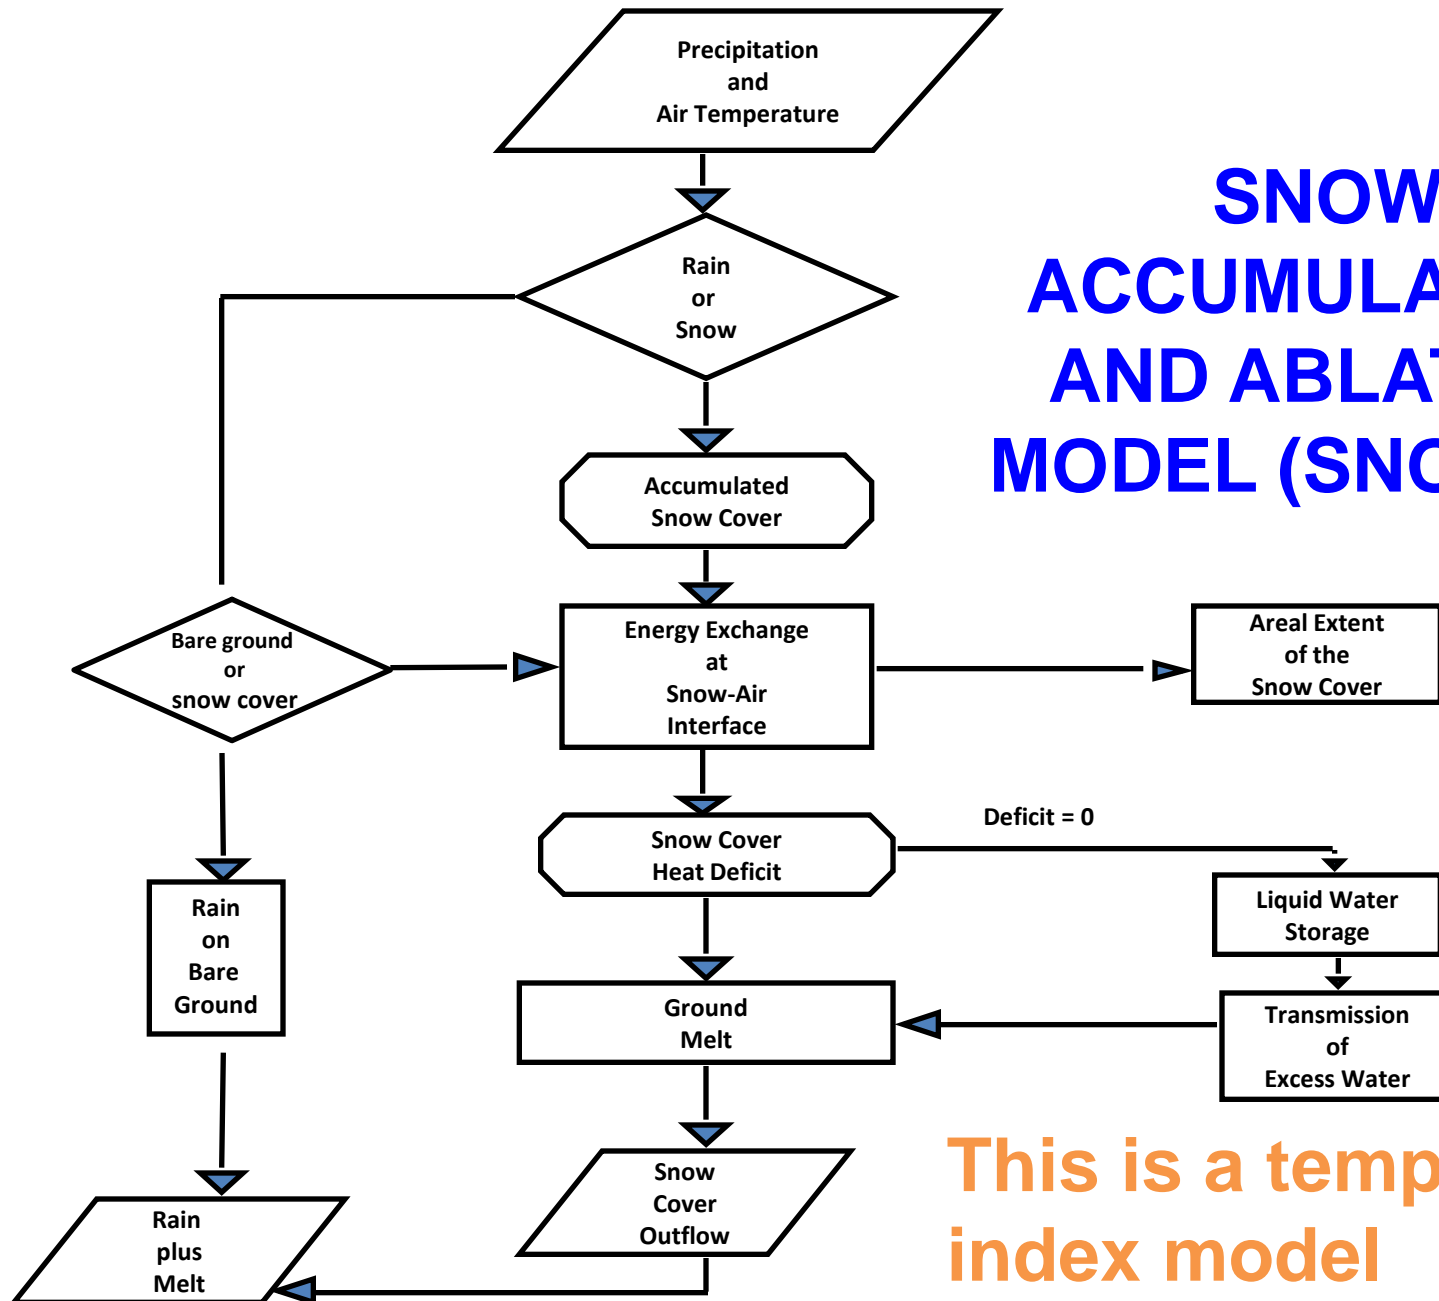 Precipitation
and
Air Temperature
SNOW
ACCUMULA
AND ABLAT
MODEL (SNO
Rain
or
Snow
Accumulated
Snow Cover
Bare ground
or
snow cover
Energy Exchange
at
Snow-Air
Interface
Areal Extent
of the
Snow Cover
Snow Cover
Heat Deficit
Deficit = 0
Liquid Water
Storage
Rain
on
Bare
Ground
Ground
Melt
Transmission
of
Excess Water
Snow
Cover
Outflow
Rain
plus
Melt
This is a temp
index model